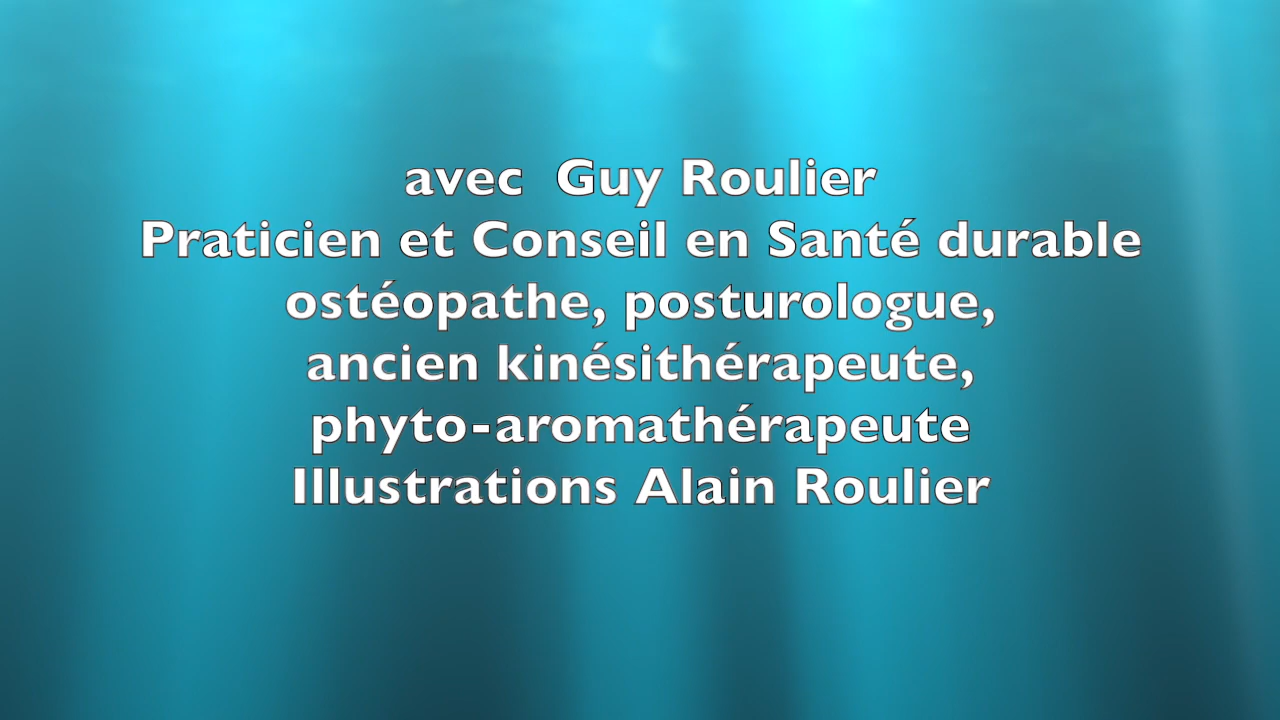 avec  Guy Roulier
Praticien et Conseil en Santé durable
ostéopathe, posturologue,
ancien kinésithérapeute,
phyto-aromathérapeute
Illustrations Alain Roulier